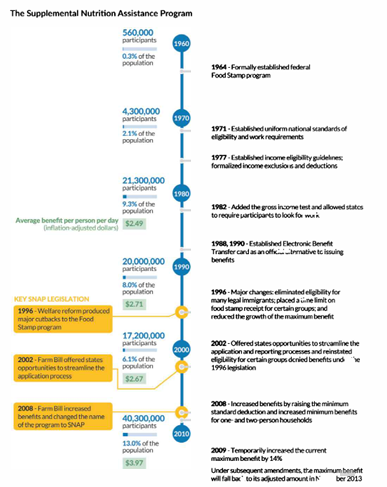 The Supplemental Nutrition Assistance Program
560,000
participants
0.3% of the
population
1960
1964 - Formally established federal
Food Stamp program
4,300,000
participants
2.1% of the
population
1970
1971 - Established uniform national standards of
eligibility and work requirements
1977 - Established income eligibility guidelines;
formalized income exclusions and deductions
21,300,000
participants
9.3% of the
population
1980
Average benefit per person per day
(inflation-adjusted dollars)
$2.49
1982 - Added the gross income test and allowed states
to require participants to look for work
1988, 1990 - Established Electronic Benefit
Transfer card as an to issuing
benefits
20,000,000
participants
8.0% of the
population
1990
$2.71
KEY SNAP LEGISLATION
1996 - Welfare reform produced
major cutbacks to the Food
Stamp program
1996 - Major changes: eliminated eligibility for
many legal immigrants; placed a limit on
food stamp receipt for certain groups; and
reduced the growth of the maximum benefit
17,200,000
participants
6.1% of the
population
2000
$2.67
2002 - Farm Bill offered states
opportunities to streamline the
application process
2002 - Offered states opportunities to streamline the
application and reporting processes and reinstated
eligibility for certain groups denied benefits
1996 legislation
2008 - Farm Bill increased
benefits and changed the name
of the program to SNAP
2008 - Increased benefits by raising the minimum
standard deduction and increased minimum benefits
for one- and two-person households
40,300,000
participants
13.0% of the
population
2010
$3.97
2009 - Temporarily increased the current
maximum benefit by 14%
Under subsequent amendments, the maximum benefit
will fall to its adjusted amount in 2013